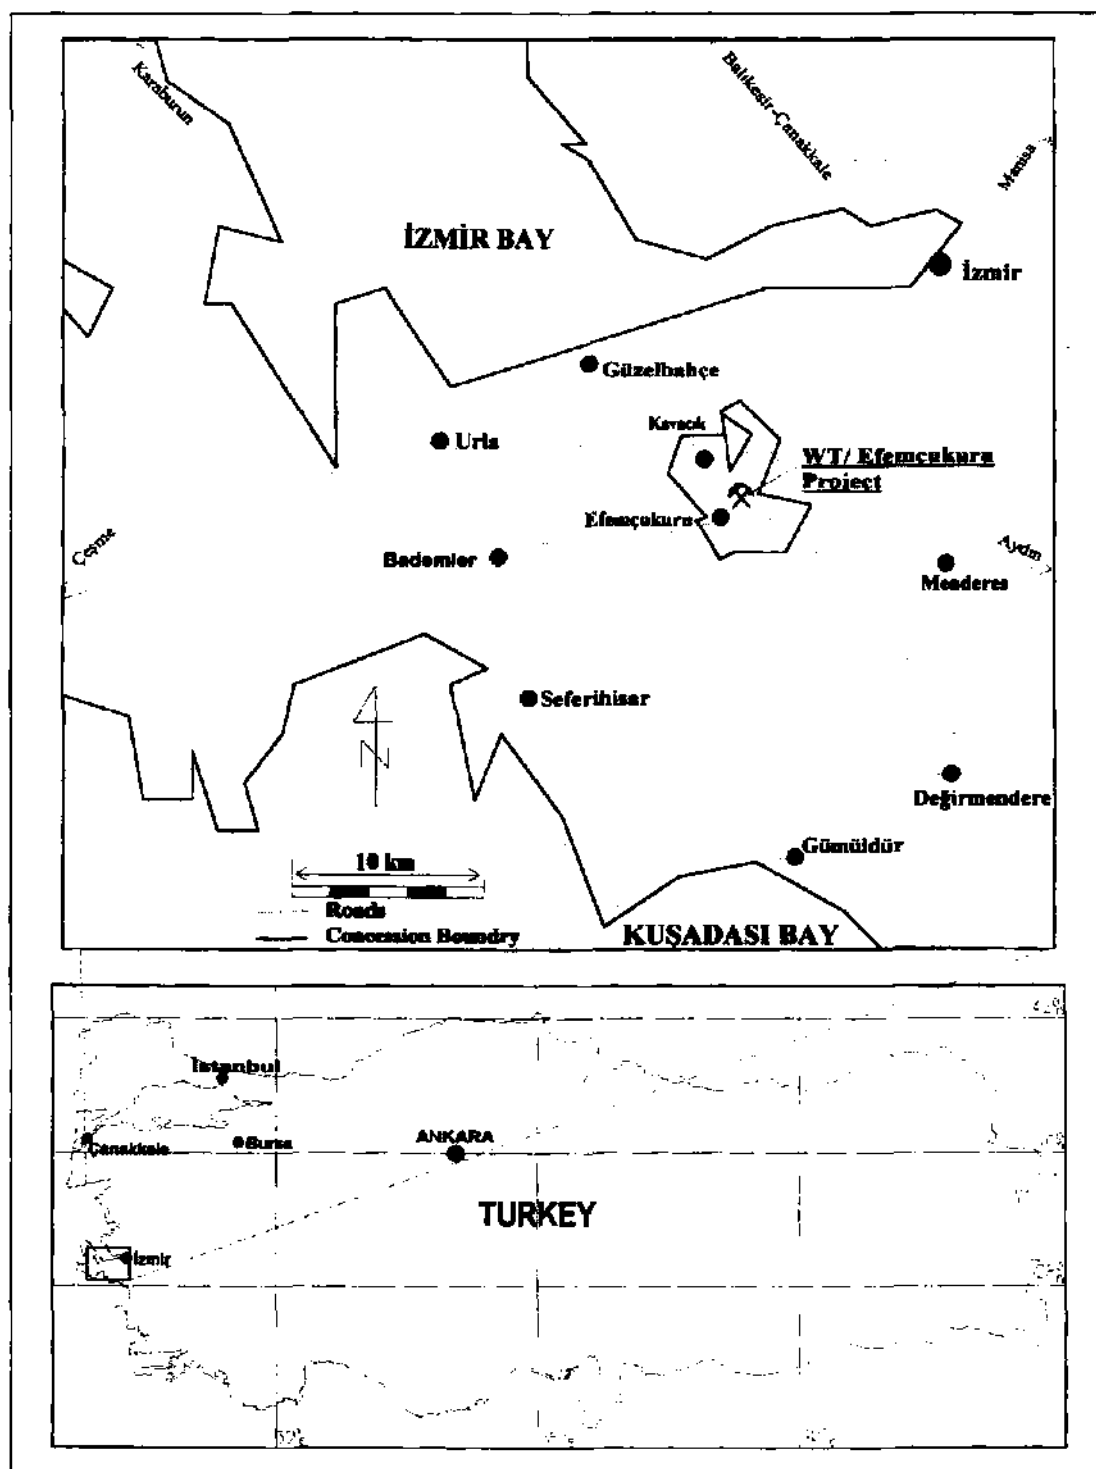 Karaburun
Balıkesir-Çanakkale
Manisa
İZMİR BAY
İzmir
Güzelbahçe
Kavacık
Urla
WT/ Efemçukuru
Project
Efemçukuru
Çeşme
Bademler
Aydın
Menderes
Seferihisar
N
Değirmendere
Gümüldür
10 km
Roads
Concession Boundry
KUŞADASI BAY
İstanbul
Çanakkale
Bursa
ANKARA
TURKEY
İzmir